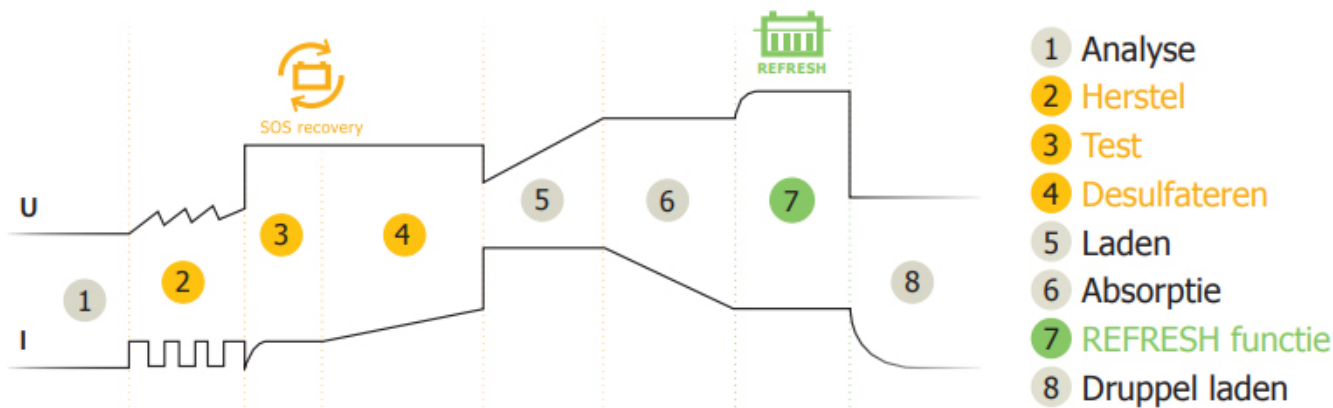 REFRESH
SOS recovery
U
I
1
2
3
4
5
6
7
8
1 Analyse
2 Herstel
3 Test
4 Desulfateren
5 Laden
6 Absorptie
7 REFRESH functie
8 Druppel laden